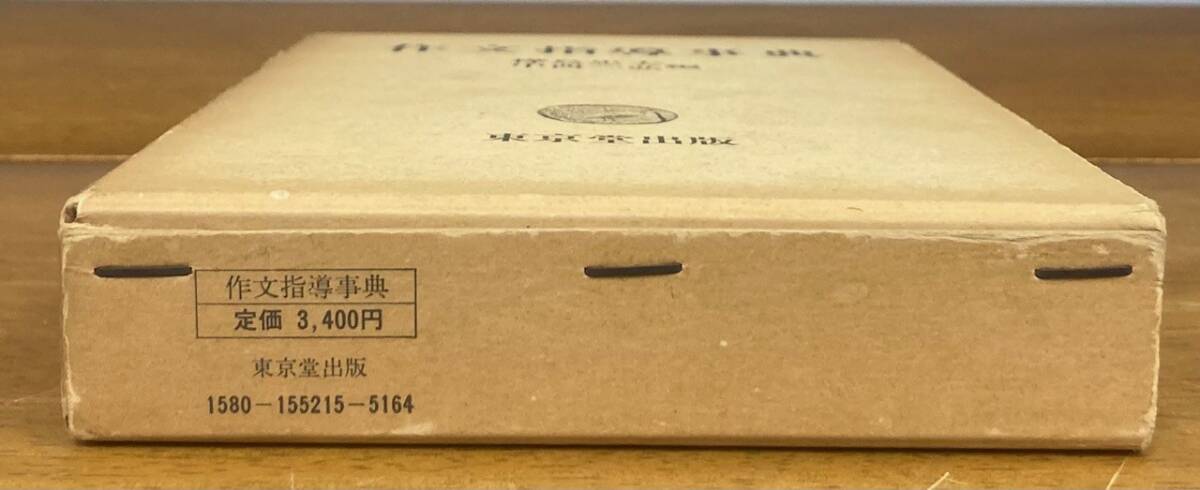 作文指導事典
東京堂出版
作文指導事典
定価 3,400円
東京堂出版
1580-155215-5164